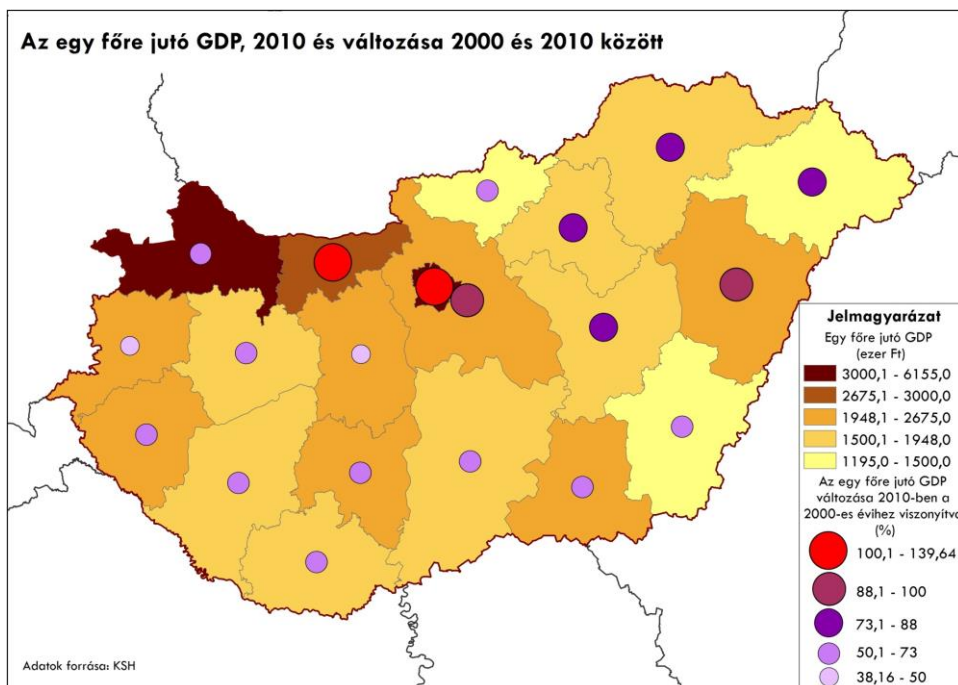 Az egy főre jutó GDP, 2010 és változása 2000 és 2010 között
Jelmagyarázat
Egy főre jutó GDP
(ezer Ft)
3000,1 - 6155,0
2675,1 - 3000,0
1948,1 - 2675,0
1500,1 - 1948,0
1195,0 - 1500,0
Az egy főre jutó GDP
változása 2010-ben a
2000-es évihez viszonyítva
(%)
100,1 - 139,64
88,1 - 100
73,1 - 88
50,1 - 73
38,16 - 50
Adatok forrása: KSH